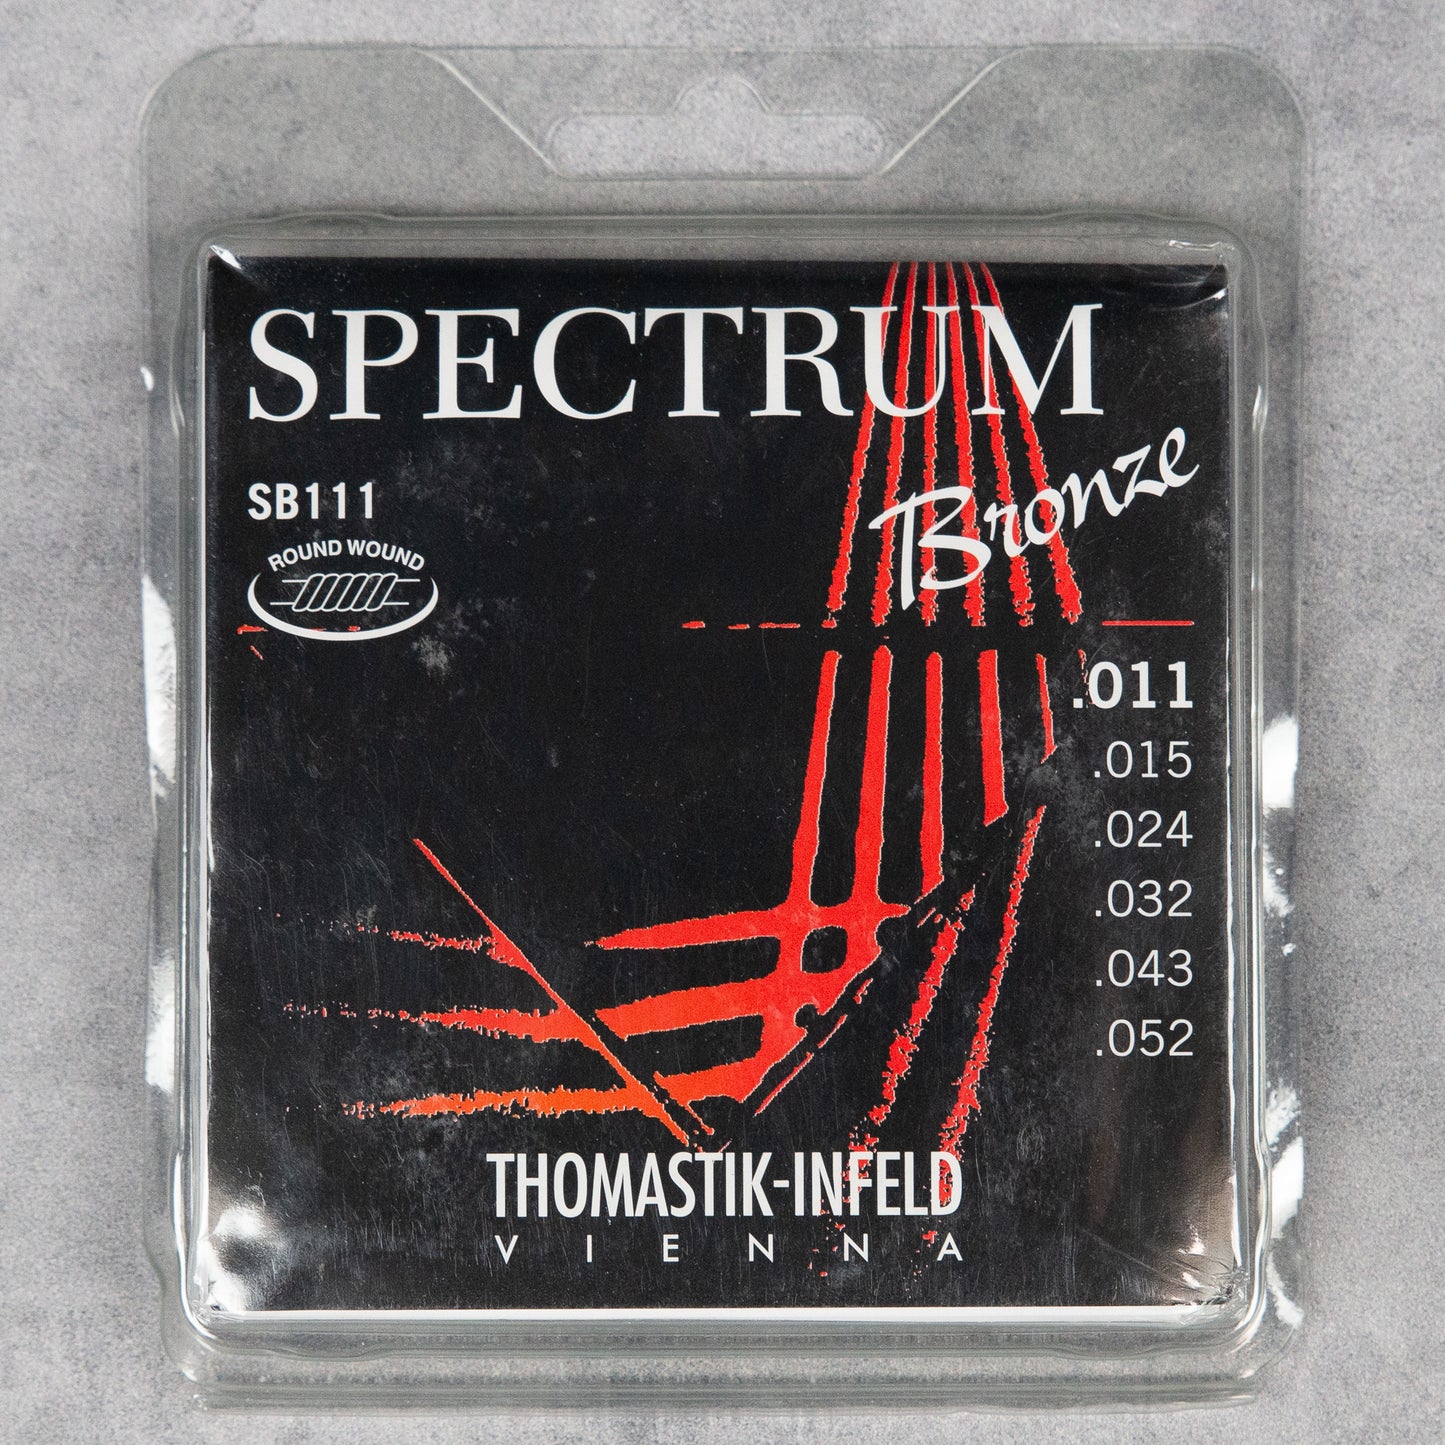 SPECTRUM
Bronze
SB111
ROUND WOUND
.011
.015
.024
.032
.043
.052
THOMASTIK-INFELD
VIENNA